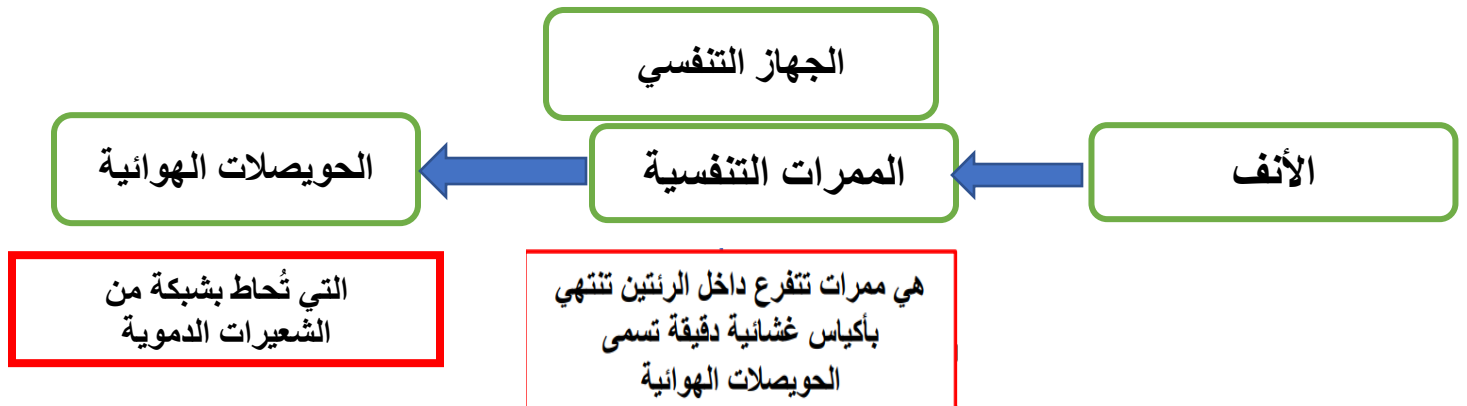 الجهاز التنفسي
الأنف
الممرات التنفسية
الحويصلات الهوائية
هي ممرات تتفرع داخل الرئتين تنتهي
بأكياس غشائية دقيقة تسمى
الحويصلات الهوائية
التي تُحاط بشبكة من
الشعيرات الدموية